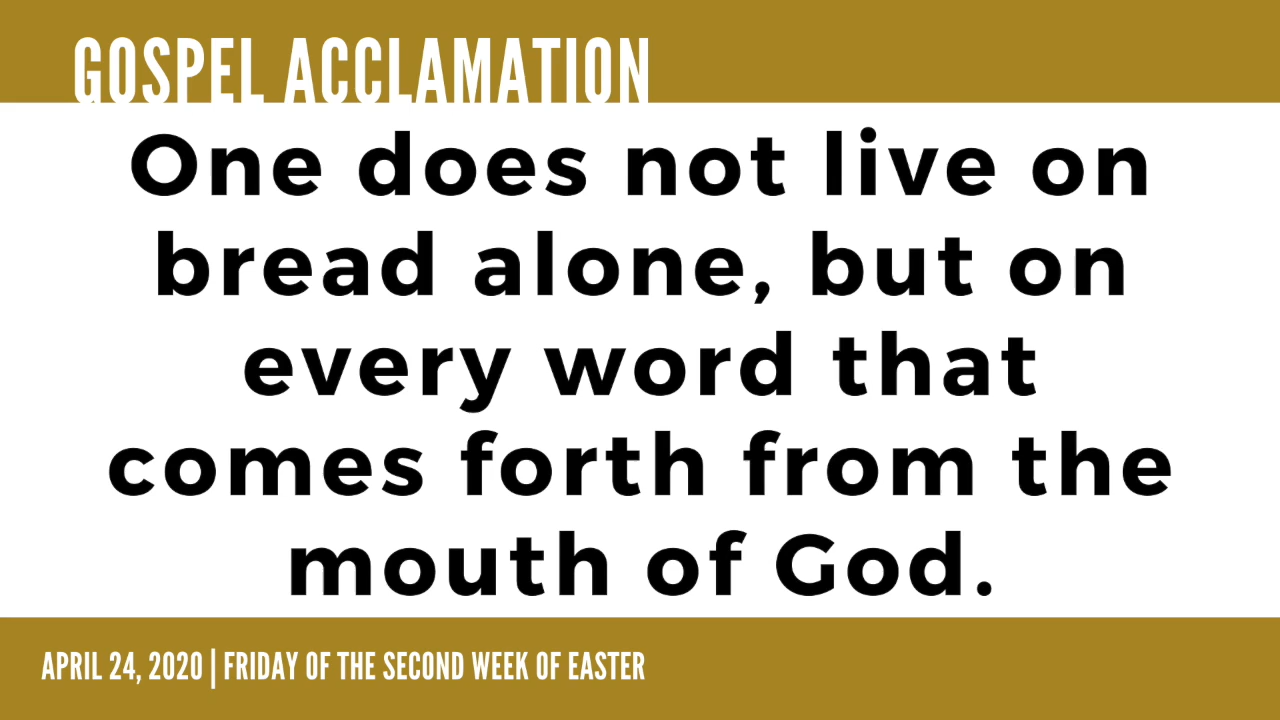 GOSPEL ACCLAMATION
One does not live on
bread alone, but on
every word that
comes forth from the
mouth of God.
APRIL 24, 2020 | FRIDAY OF THE SECOND WEEK OF EASTER